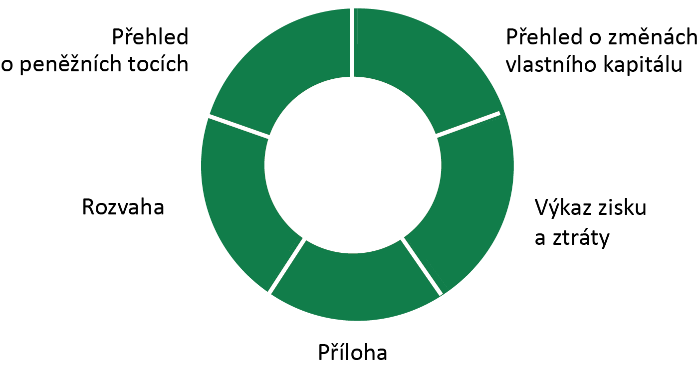 Přehled
o peněžních tocích
Přehled o změnách
vlastního kapitálu
Rozvaha
Výkaz zisku
a ztráty
Příloha